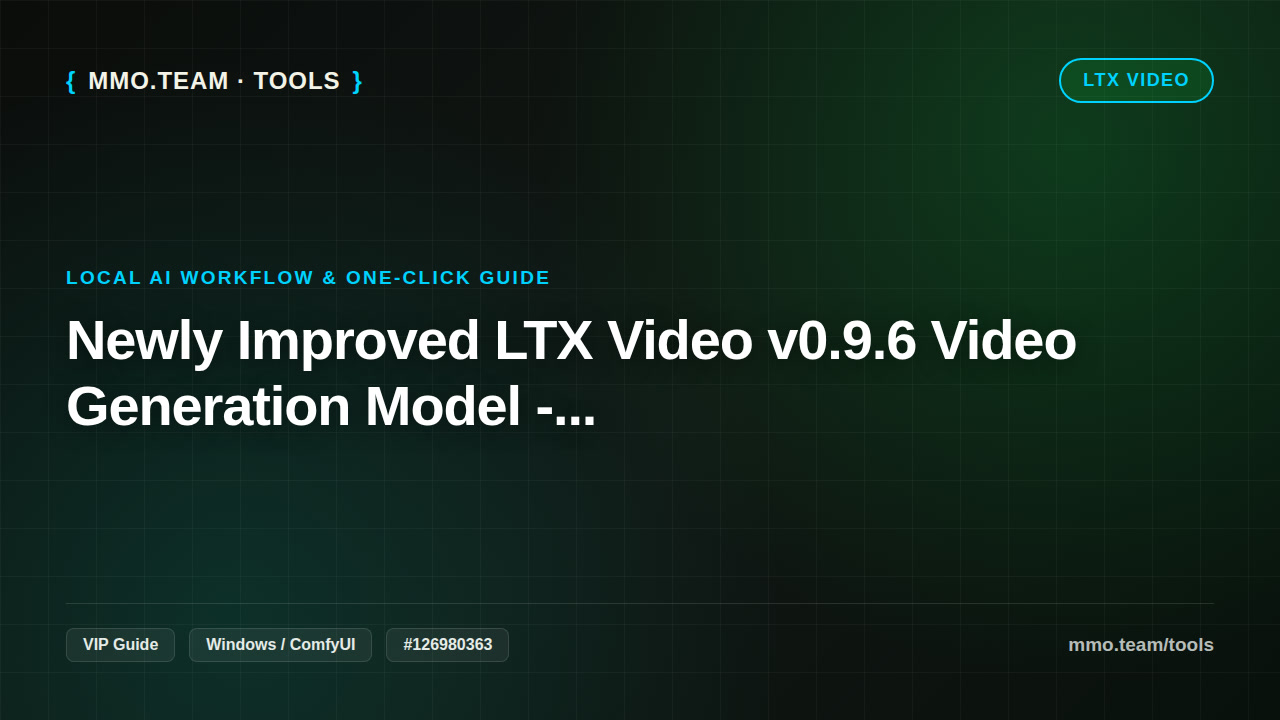 { MMO.TEAM · TOOLS }
LTX VIDEO
LOCAL AI WORKFLOW & ONE-CLICK GUIDE
Newly Improved LTX Video v0.9.6 Video
Generation Model -...
VIP Guide
Windows / ComfyUI
#126980363
mmo.team/tools